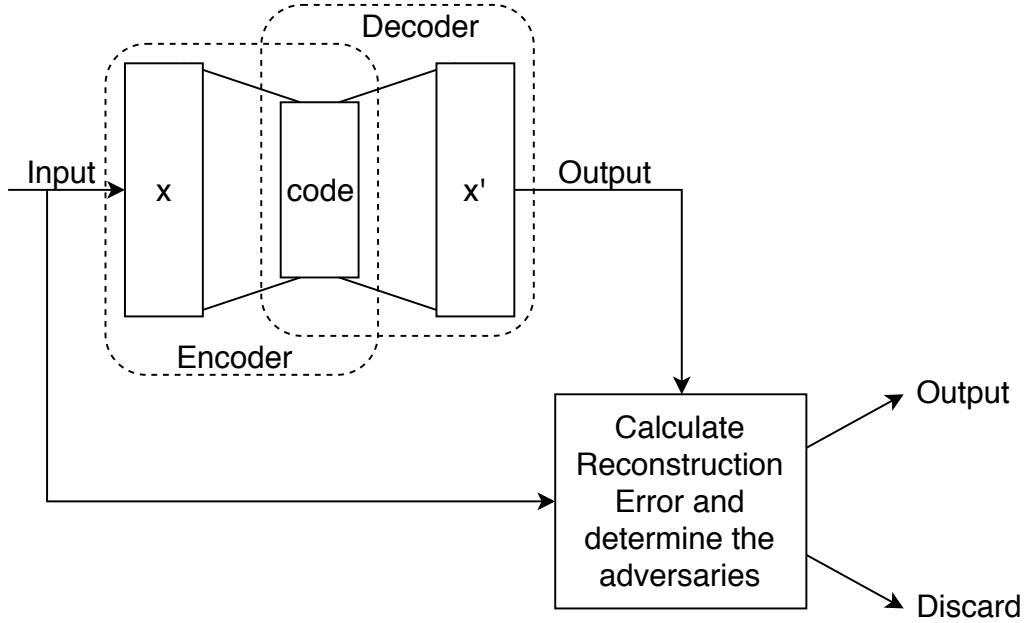 Decoder
Input
x
code
x'
Output
Encoder
Calculate
Reconstruction
Error and
determine the
adversaries
Output
Discard